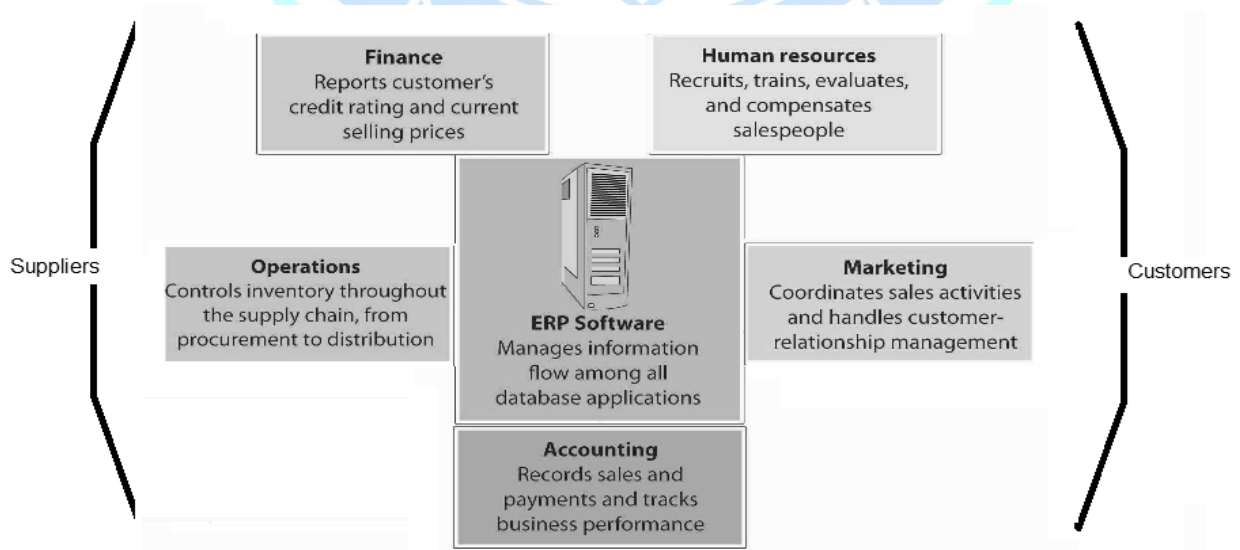 Finance
Reports customer's
credit rating and current
selling prices
Human resources
Recruits, trains, evaluates,
and compensates
salespeople
Suppliers
Operations
Controls inventory throughout
the supply chain, from
procurement to distribution
ERP Software
Manages information
flow among all
database applications
Marketing
Coordinates sales activities
and handles customer-
relationship management
Customers
Accounting
Records sales and
payments and tracks
business performance